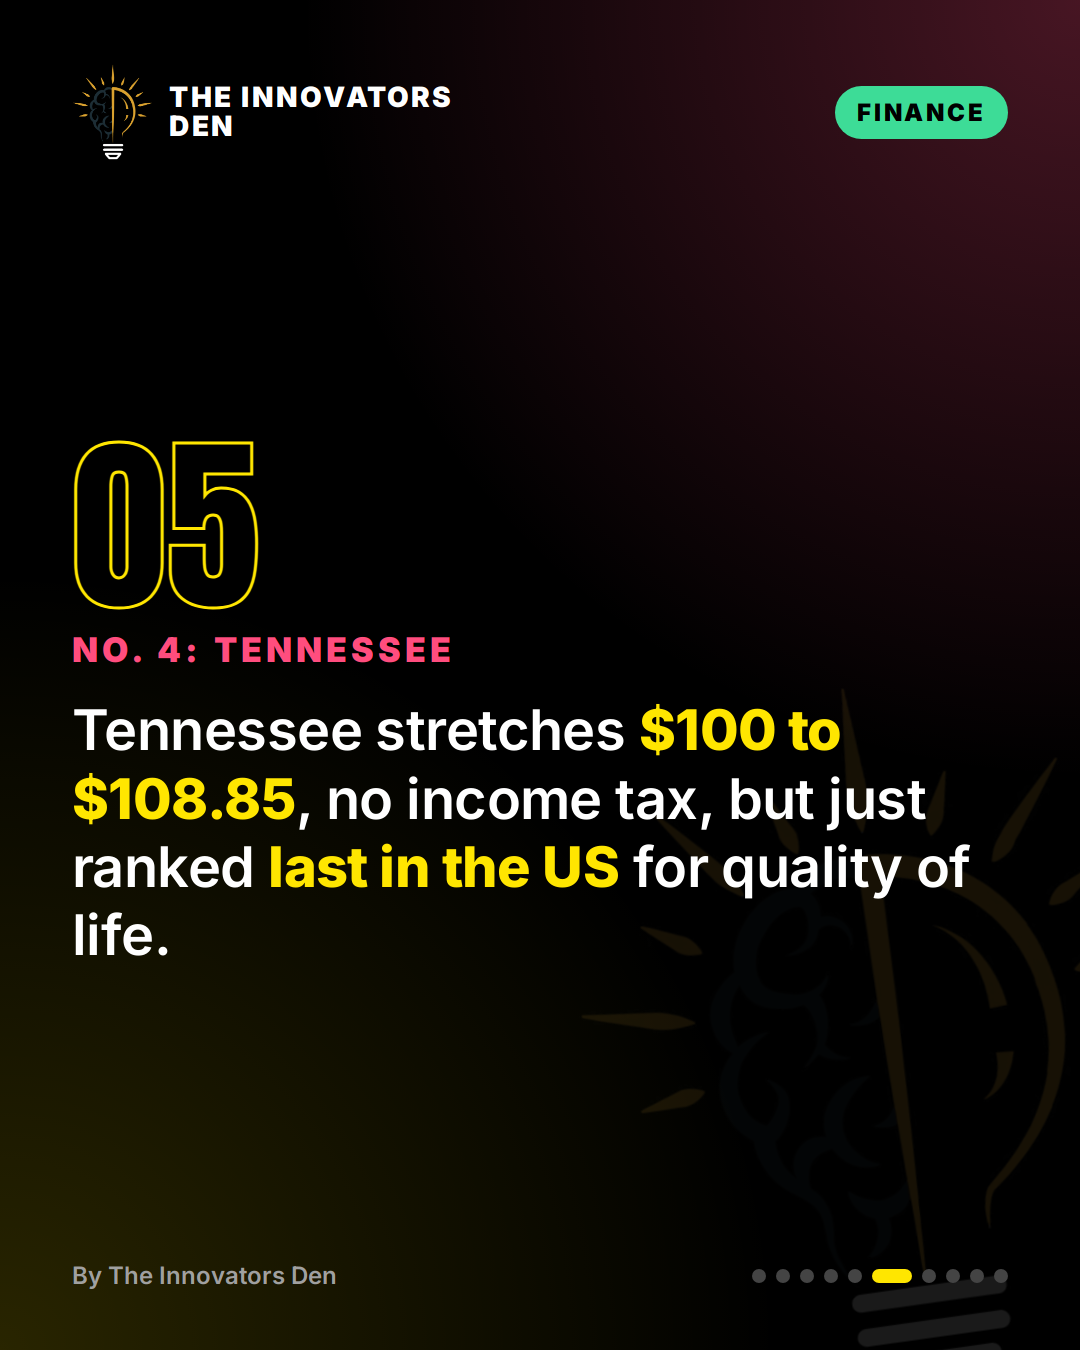 THE INNOVATORS
DEN
FINANCE
05
NO. 4: TENNESSEE
Tennessee stretches $100 to
$108.85, no income tax, but just
ranked last in the US for quality of
life.
By The Innovators Den